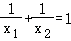 1/x₁ + 1/x₂ = 1